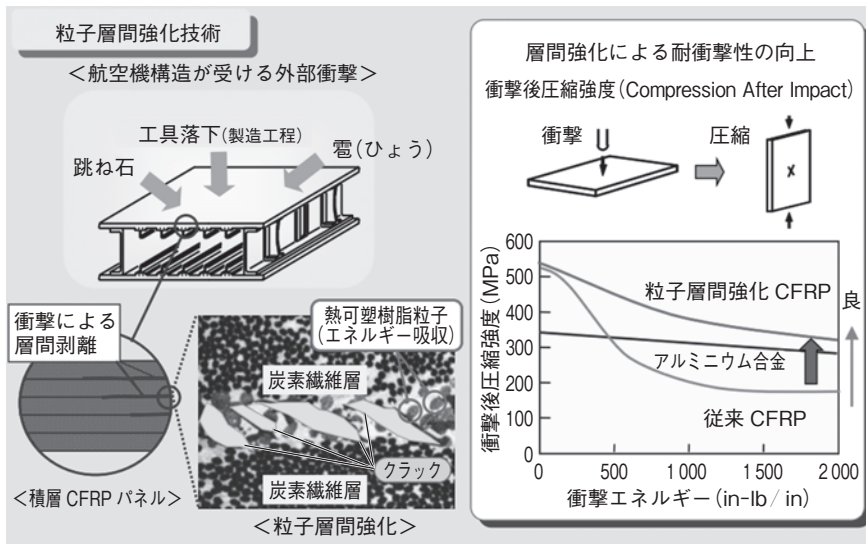 粒子層間強化技術
<航空機構造が受ける外部衝撃>
工具落下(製造工程)
跳ね石
雹(ひょう)
衝撃による
層間剥離
熱可塑樹脂粒子
(エネルギー吸収)
炭素繊維層
クラック
炭素繊維層
<積層 CFRP パネル>
<粒子層間強化>
層間強化による耐衝撃性の向上
衝撃後圧縮強度(Compression After Impact)
衝撃
圧縮
衝撃後圧縮強度(MPa)
600
500
400
300
200
100
0
粒子層間強化 CFRP
アルミニウム合金
従来 CFRP
良
0
500
1 000
1 500
2 000
衝撃エネルギー(in-lb / in)